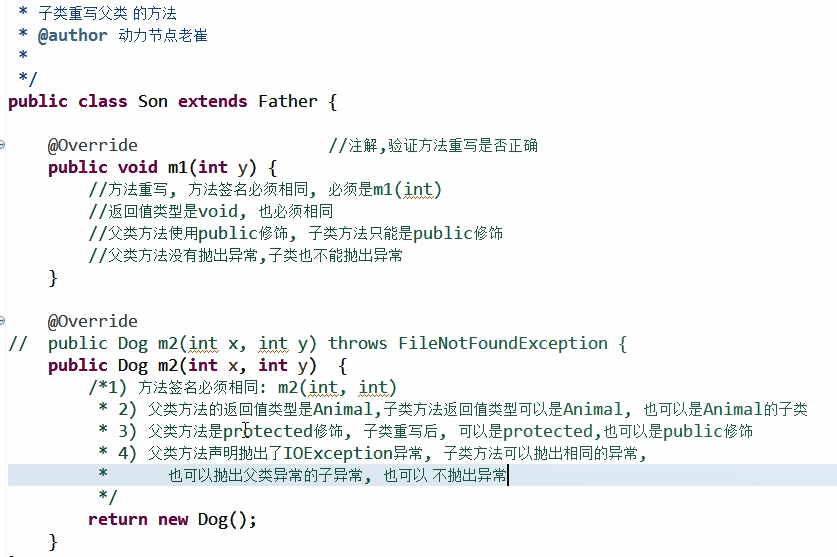 * 子类重写父类 的方法
* @author 动力节点老崔
*
*/
public class Son extends Father {
@Override //注解,验证方法重写是否正确
public void m1(int y) {
//方法重写, 方法签名必须相同, 必须是m1(int)
//返回值类型是void, 也必须相同
//父类方法使用public修饰, 子类方法只能是public修饰
//父类方法没有抛出异常,子类也不能抛出异常
}
@Override
// public Dog m2(int x, int y) throws FileNotFoundException {
public Dog m2(int x, int y) {
/*1) 方法签名必须相同: m2(int, int)
* 2) 父类方法的返回值类型是Animal,子类方法返回值类型可以是Animal, 也可以是Animal的子类
* 3) 父类方法是protected修饰, 子类重写后, 可以是protected,也可以是public修饰
* 4) 父类方法声明抛出了IOException异常, 子类方法可以抛出相同的异常,
* 也可以抛出父类异常的子异常, 也可以 不抛出异常
*/
return new Dog();
}